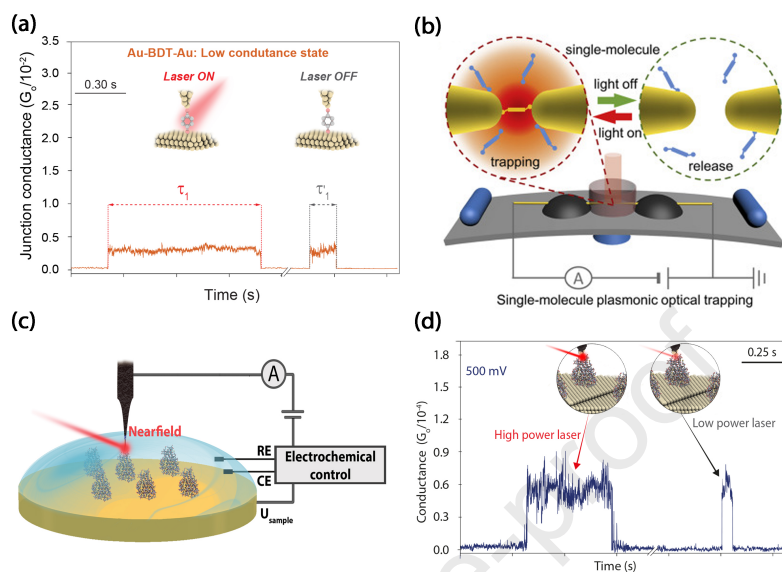 (a)
Au-BDT-Au: Low condutance state
Junction conductance (G₀/10⁻²)
3.5
3.0
2.5
2.0
1.5
1.0
0.5
0.0
0.30 s
Laser ON
Laser OFF
τ₁
τ'₁
Time (s)
(b)
single-molecule
light off
light on
trapping
release
A
Single-molecule plasmonic optical trapping
(c)
A
Nearfield
RE
CE
Electrochemical
control
U sample
(d)
Conductance (G₀/10⁻⁴)
1.8
1.5
1.2
0.9
0.6
0.3
0.0
500 mV
0.25 s
High power laser
Low power laser
Time (s)
e-proof